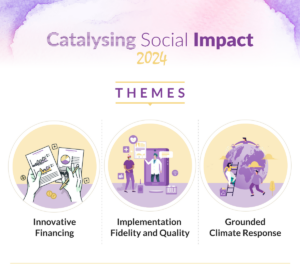 Catalysing Social Impact
2024
THEMES
Innovative
Financing
Implementation
Fidelity and Quality
Grounded
Climate Response